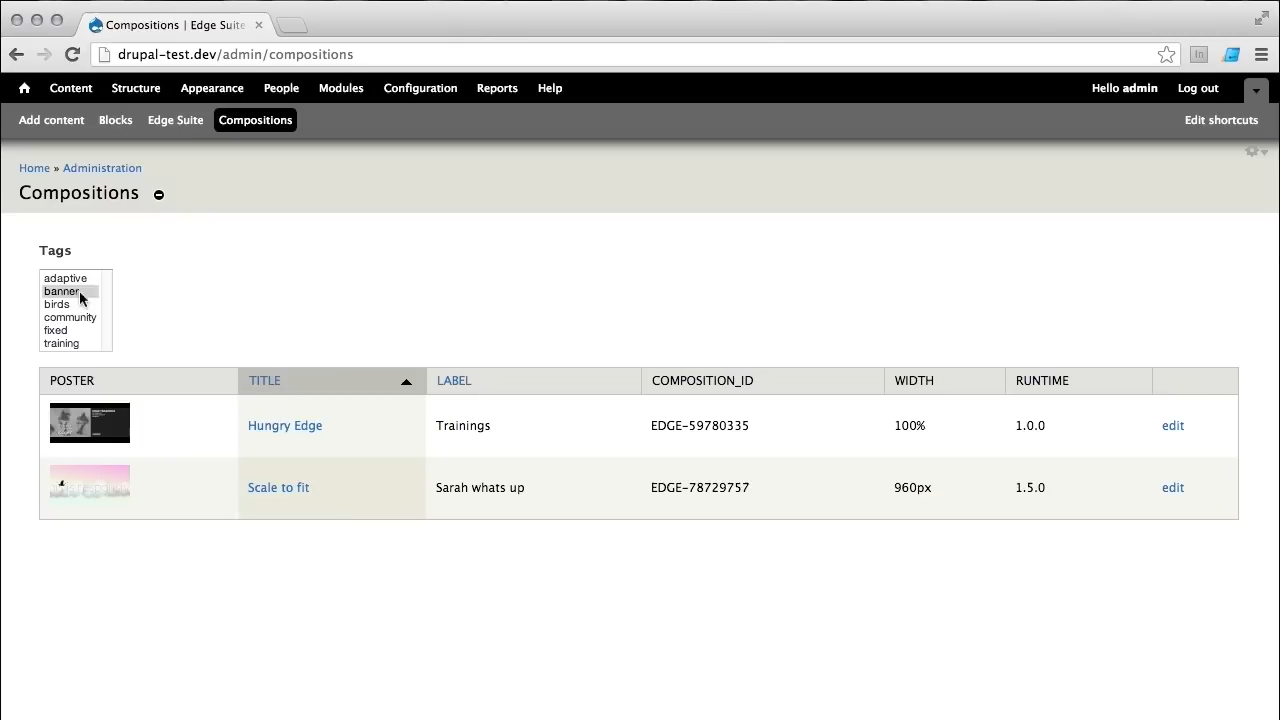 Compositions | Edge Suite
drupal-test.dev/admin/compositions
Content Structure Appearance People Modules Configuration Reports Help Hello admin Log out
Add content Blocks Edge Suite Compositions Edit shortcuts
Home » Administration
Compositions
Tags
adaptive
banner
birds
community
fixed
training
POSTER TITLE LABEL COMPOSITION_ID WIDTH RUNTIME
Hungry Edge Trainings EDGE-59780335 100% 1.0.0 edit
Scale to fit Sarah whats up EDGE-78729757 960px 1.5.0 edit